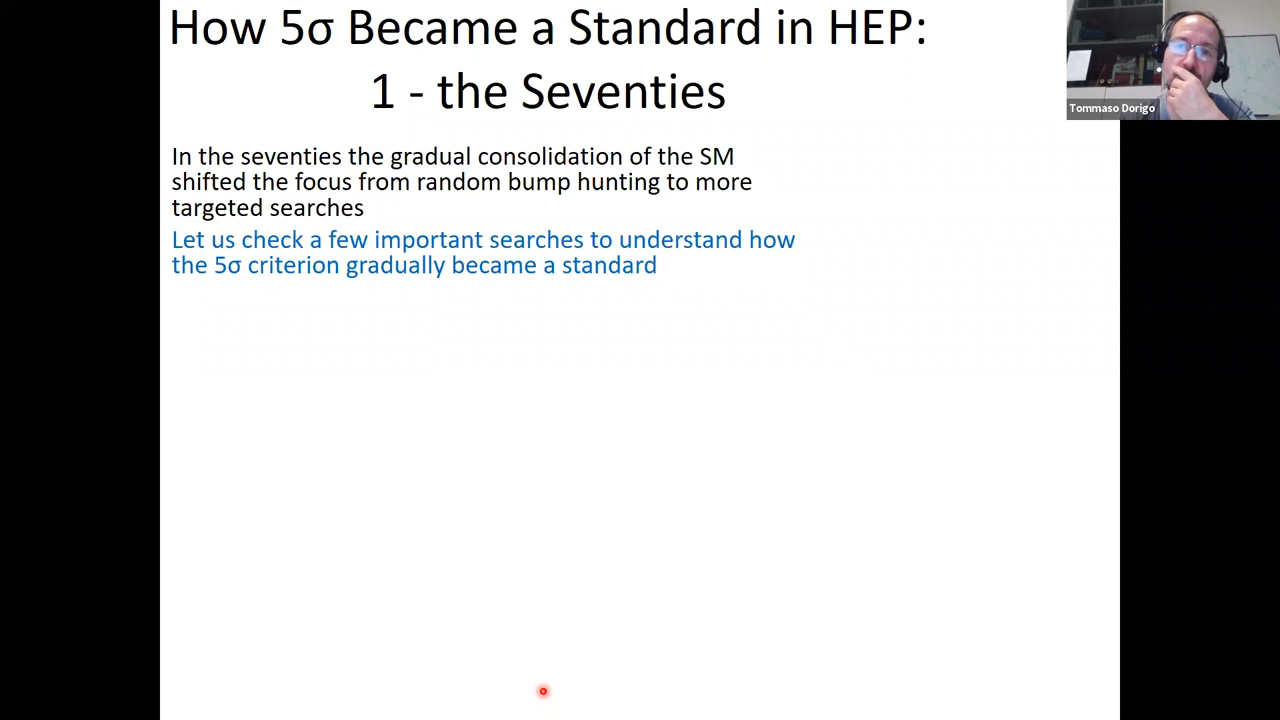 How 5σ Became a Standard in HEP:
1 - the Seventies
Tommaso Dorigo
In the seventies the gradual consolidation of the SM
shifted the focus from random bump hunting to more
targeted searches
Let us check a few important searches to understand how
the 5σ criterion gradually became a standard